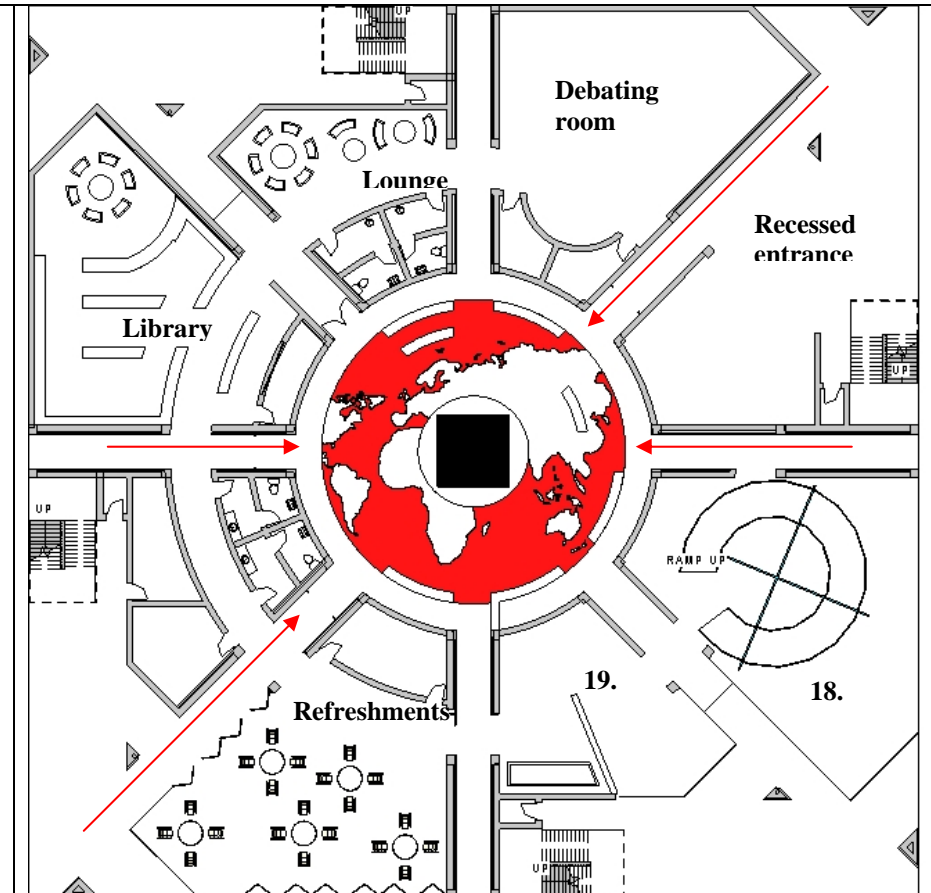 UP
Debating
room
Lounge
Recessed
entrance
Library
UP
UP
RAMP UP
19.
18.
Refreshments
UP